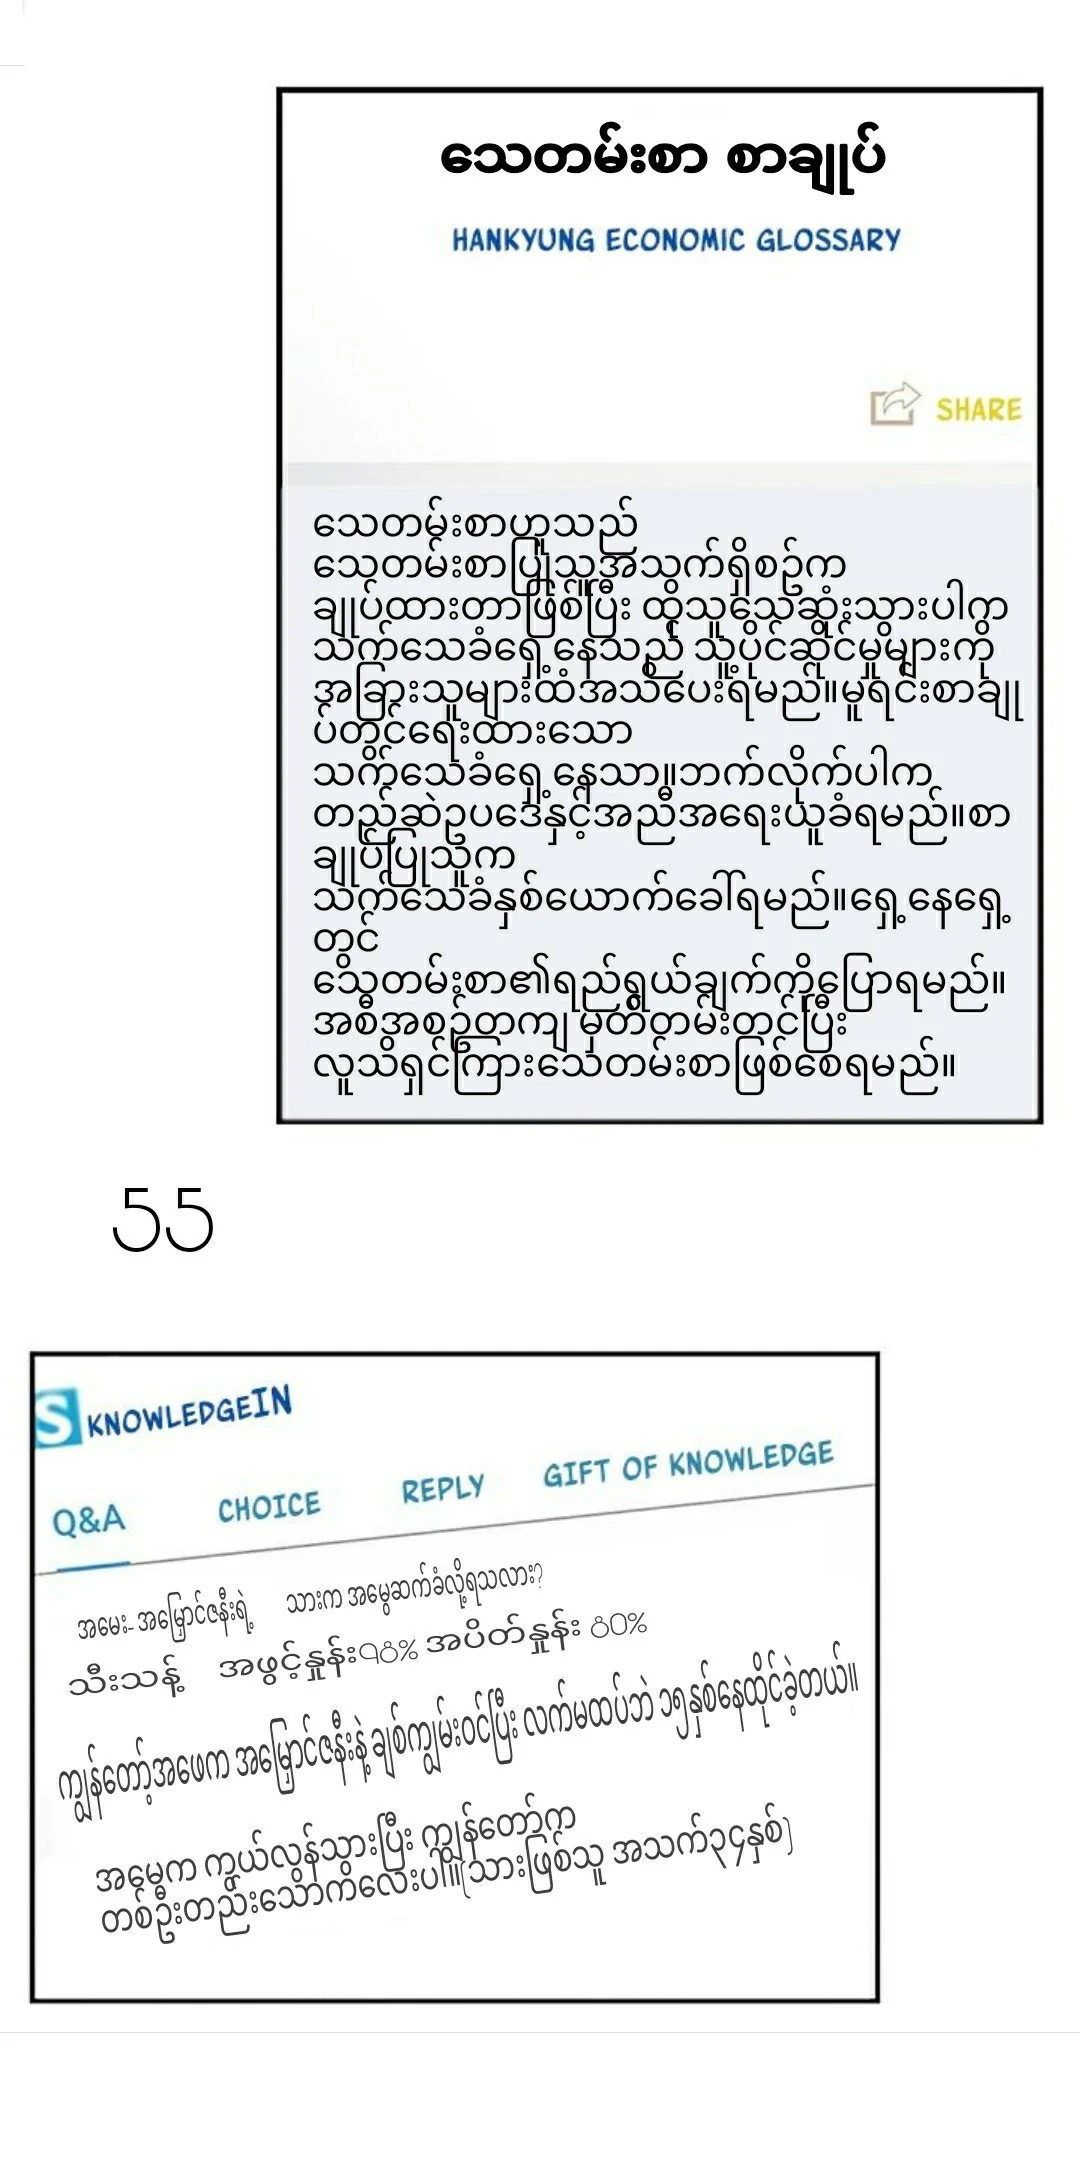 သေတမ်းစာ စာချုပ်
HANKYUNG ECONOMIC GLOSSARY
SHARE
သေတမ်းစာဟူသည်
သေတမ်းစာပြုသူအသက်ရှိစဥ်က
ချုပ်ထားတာဖြစ်ပြီး ထိုသူသေဆုံးသွားပါက
သက်သေခံရှေ့နေသည် သူ့ပိုင်ဆိုင်မှုများကို
အခြားသူများထံအသိပေးရမည်။မူရင်းစာချု
ပ်တွင်ရေးထားသော
သက်သေခံရှေ့နေသာ။ဘက်လိုက်ပါက
တည်ဆဲဥပဒေနှင့်အညီအရေးယူခံရမည်။စာ
ချုပ်ပြုသူက
သက်သေခံနှစ်ယောက်ခေါ်ရမည်။ရှေ့နေရှေ့
တွင်
သေတမ်းစာ၏ရည်ရွယ်ချက်ကိုပြောရမည်။
အစီအစဉ်တကျ မှတ်တမ်းတင်ပြီး
လူသိရှင်ကြားသေတမ်းစာဖြစ်စေရမည်။
55
S KNOWLEDGEIN
Q&A CHOICE REPLY GIFT OF KNOWLEDGE
အမေး-အမြှောင်ဇနီးရဲ့ သားက အမွေဆက်ခံလို့ရသလား?
သီးသန့် အဖွင့်နှုန်း၇၀% အပိတ်နှုန်း ၀%
ကျွန်တော့်အဖေက အမြှောင်ဇနီးနဲ့ ချစ်ကျွမ်းဝင်ပြီး လက်မထပ်ဘဲ ၁၅နှစ်နေထိုင်ခဲ့တယ်။
အမေ့က ကွယ်လွန်သွားပြီး ကျွန်တော်က
တစ်ဦးတည်းသောကလေးပါ။(သားဖြစ်သူ အသက်၃၄နှစ်)